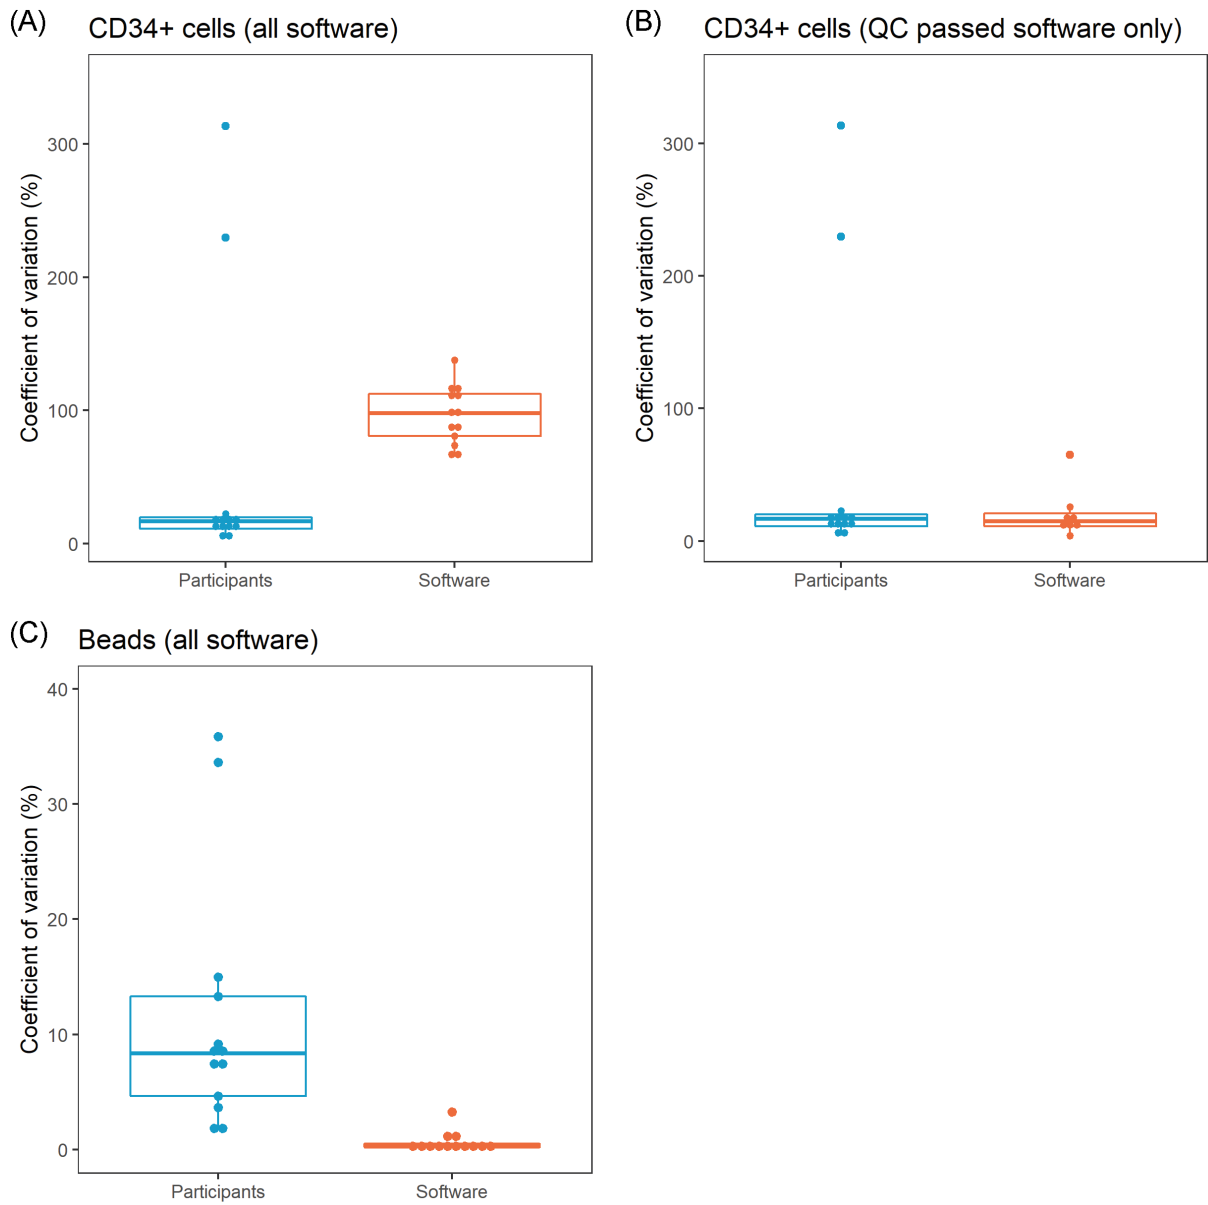 (A) CD34+ cells (all software)
Coefficient of variation (%)
300
200
100
0
Participants Software
(B) CD34+ cells (QC passed software only)
Coefficient of variation (%)
300
200
100
0
Participants Software
(C) Beads (all software)
Coefficient of variation (%)
40
30
20
10
0
Participants Software